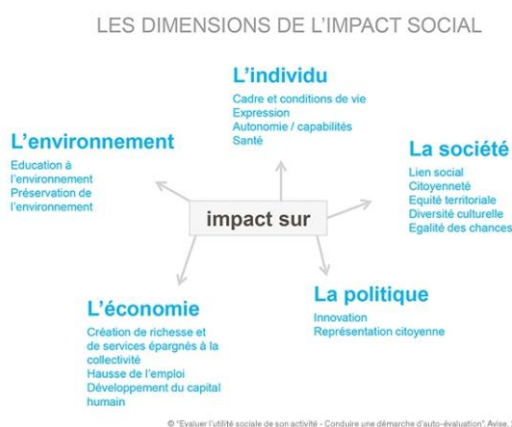 LES DIMENSIONS DE L'IMPACT SOCIAL
L'individu
Cadre et conditions de vie
Expression
Autonomie / capabilités
Santé
L'environnement
Education à
l'environnement
Préservation de
l'environnement
La société
Lien social
Citoyenneté
Equité territoriale
Diversité culturelle
Egalité des chances
impact sur
L'économie
Création de richesse et
de services épargnés à la
collectivité
Hausse de l'emploi
Développement du capital
humain
La politique
Innovation
Représentation citoyenne
© "Evaluer l'utilité sociale de son activité - Conduire une démarche d'auto-évaluation". Avise.